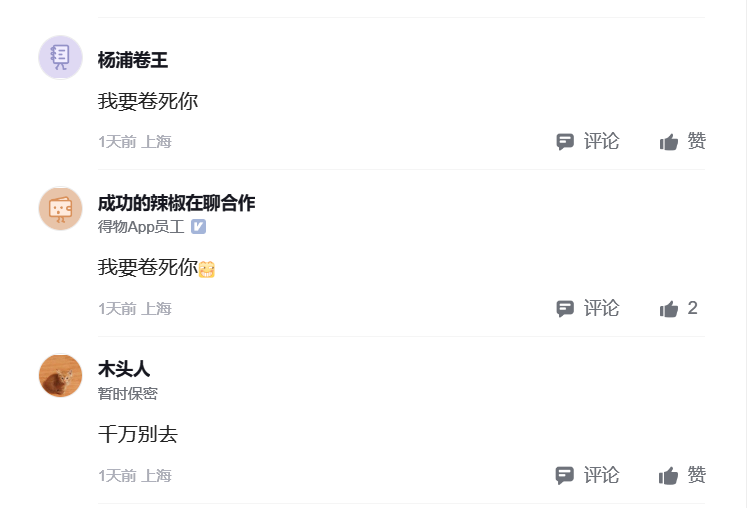 杨浦卷王
我要卷死你
1天前 上海
评论 赞
成功的辣椒在聊合作
得物App员工
我要卷死你
1天前 上海
评论 2
木头人
暂时保密
千万别去
1天前 上海
评论 赞